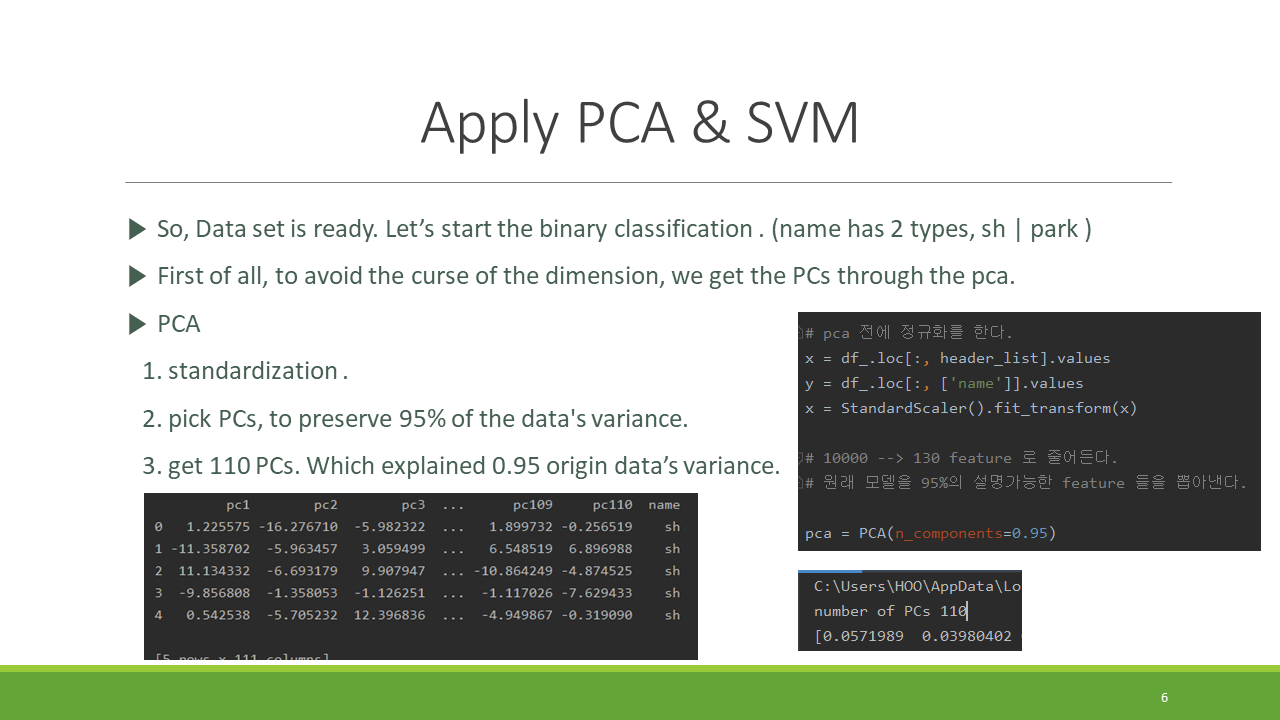 Apply PCA & SVM
So, Data set is ready. Let’s start the binary classification . (name has 2 types, sh | park )
First of all, to avoid the curse of the dimension, we get the PCs through the pca.
PCA
1. standardization .
2. pick PCs, to preserve 95% of the data's variance.
3. get 110 PCs. Which explained 0.95 origin data’s variance.
pc1 pc2 pc3 ... pc109 pc110 name
0 1.225575 -16.276710 -5.982322 ... 1.899732 -0.256519 sh
1 -11.358702 -5.963457 3.059499 ... 6.548519 6.896988 sh
2 11.134332 -6.693179 9.907947 ... -10.864249 -4.874525 sh
3 -9.856808 -1.358053 -1.126251 ... -1.117026 -7.629433 sh
4 0.542538 -5.705232 12.396836 ... -4.949867 -0.319090 sh
[5 rows x 111 columns]
# pca 전에 정규화를 한다.
x = df_.loc[:, header_list].values
y = df_.loc[:, ['name']].values
x = StandardScaler().fit_transform(x)
# 10000 --> 130 feature 로 줄어든다.
# 원래 모델을 95%의 설명가능한 feature 들을 뽑아낸다.
pca = PCA(n_components=0.95)
C:\Users\HOO\AppData\Lo
number of PCs 110
[0.0571989 0.03980402
6